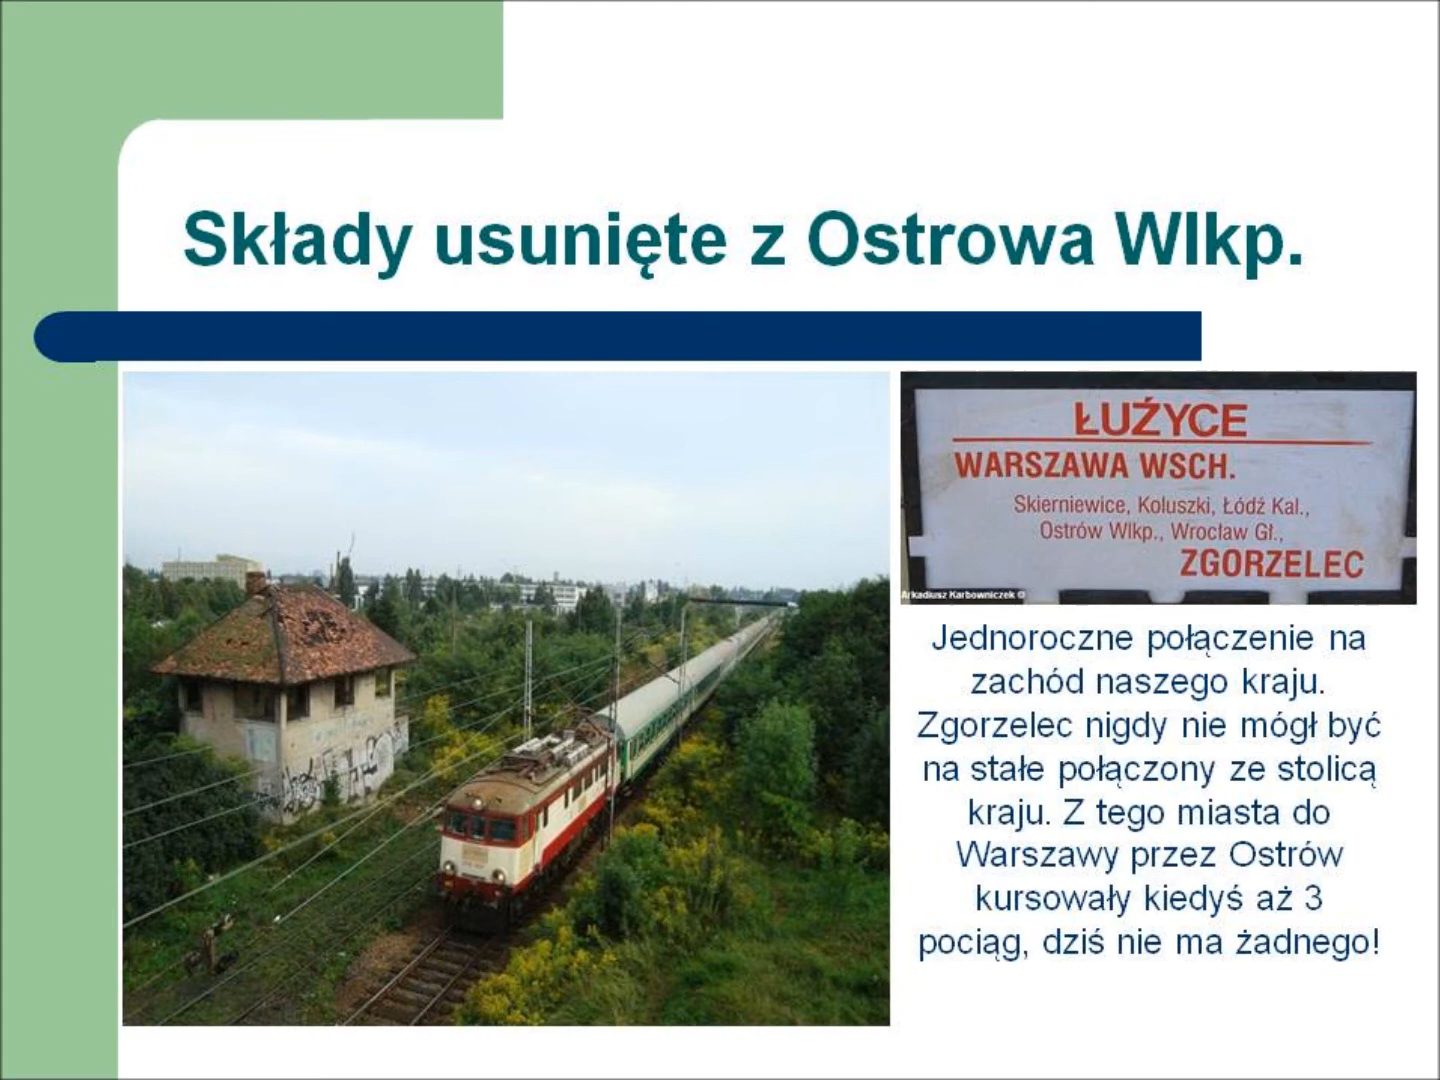 Składy usunięte z Ostrowa Wlkp.
ŁUŻYCE
WARSZAWA WSCH.
Skierniewice, Koluszki, Łódź Kal.,
Ostrów Wlkp., Wrocław Gł.,
ZGORZELEC
Arkadiusz Karbowniczek ©
Jednoroczne połączenie na
zachód naszego kraju.
Zgorzelec nigdy nie mógł być
na stałe połączony ze stolicą
kraju. Z tego miasta do
Warszawy przez Ostrów
kursowały kiedyś aż 3
pociąg, dziś nie ma żadnego!